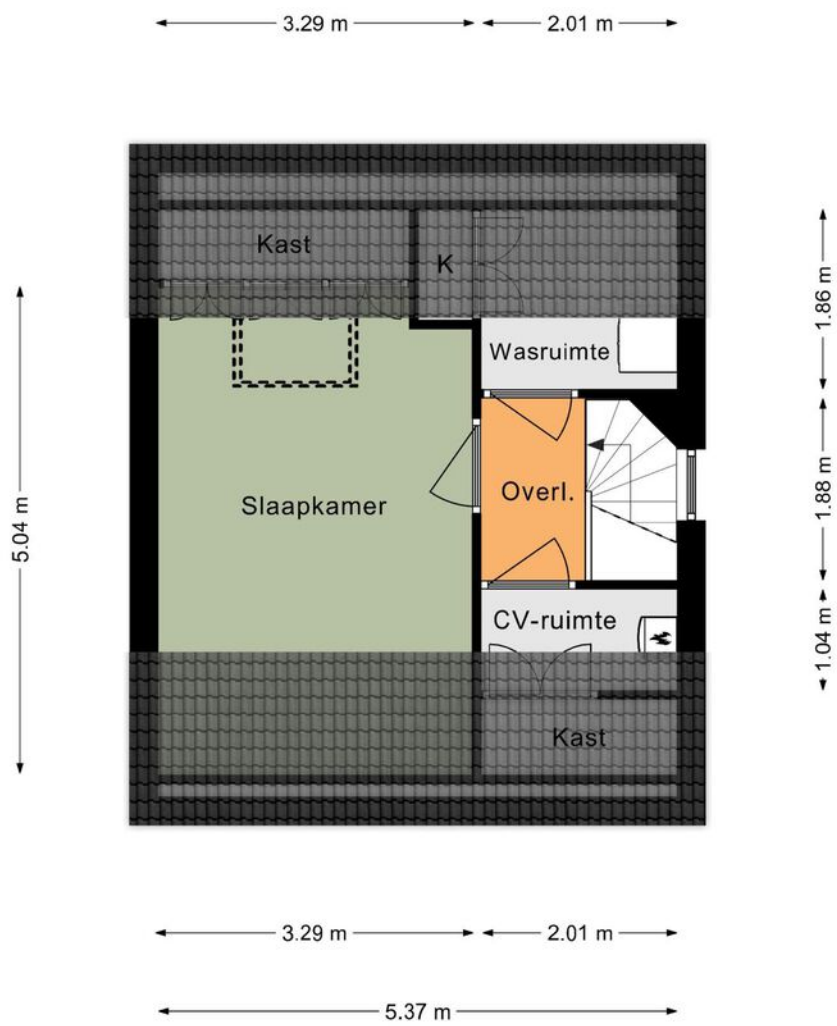 3.29 m
2.01 m
Kast
K
1.86 m
Wasruimte
5.04 m
Slaapkamer
Overl.
1.88 m
CV-ruimte
1.04 m
Kast
3.29 m
2.01 m
5.37 m